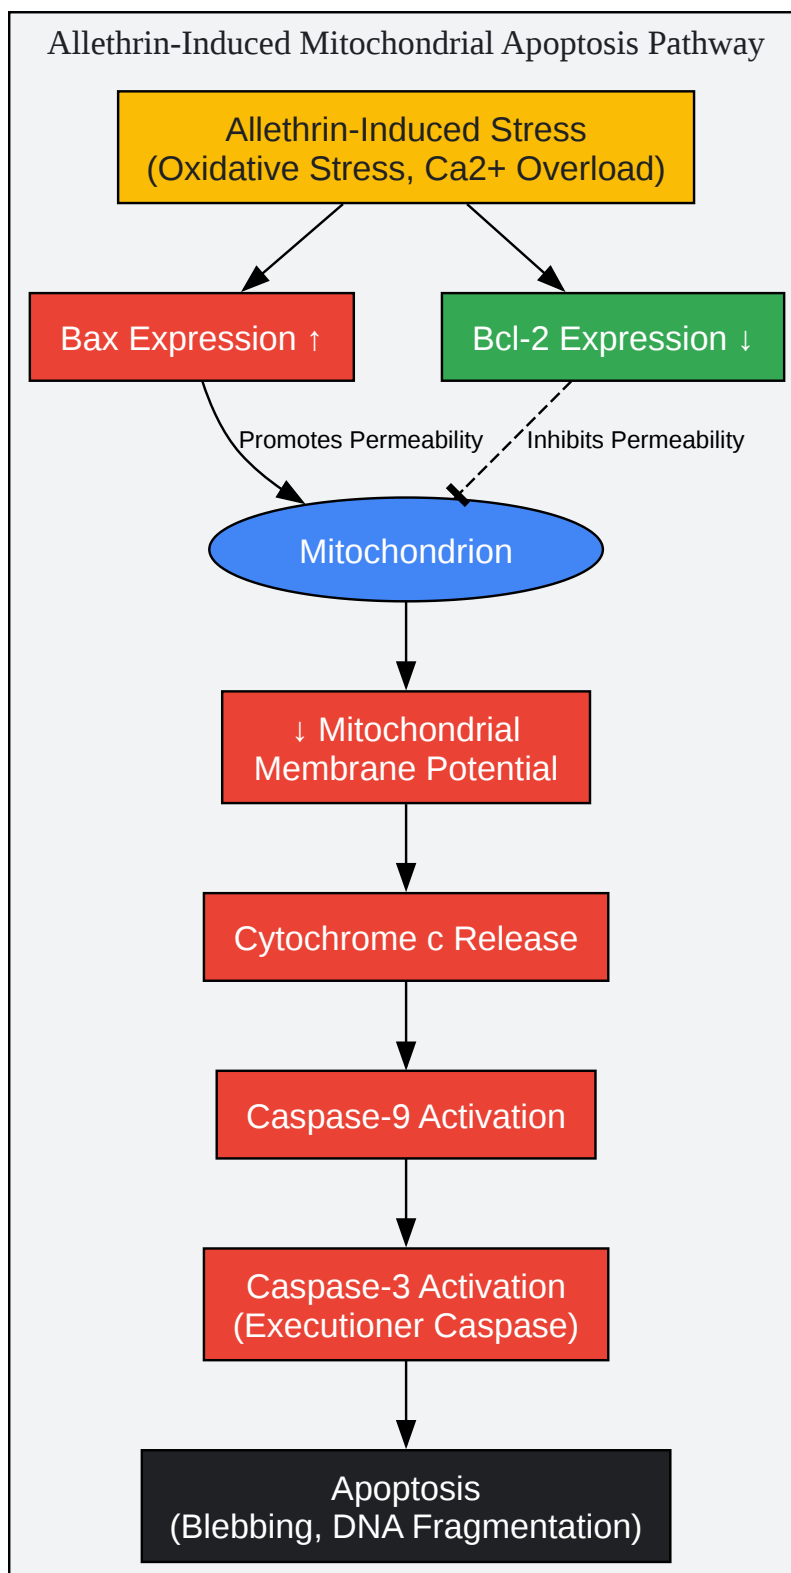 Allethrin-Induced Mitochondrial Apoptosis Pathway
Allethrin-Induced Stress
(Oxidative Stress, Ca2+ Overload)
Bax Expression ↑
Bcl-2 Expression ↓
Promotes Permeability
Inhibits Permeability
Mitochondrion
↓ Mitochondrial
Membrane Potential
Cytochrome c Release
Caspase-9 Activation
Caspase-3 Activation
(Executioner Caspase)
Apoptosis
(Blebbing, DNA Fragmentation)